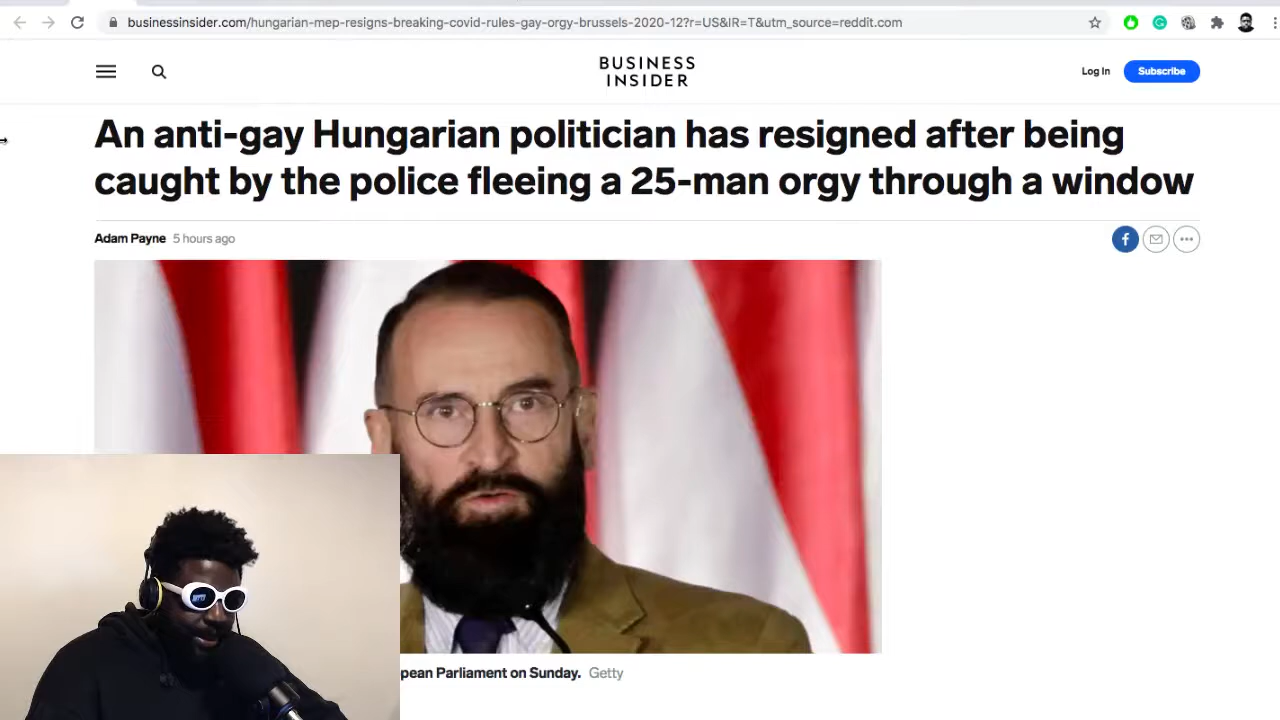 businessinsider.com/hungarian-mep-resigns-breaking-covid-rules-gay-orgy-brussels-2020-12?r=US&IR=T&utm_source=reddit.com
BUSINESS
INSIDER
Log In
Subscribe
An anti-gay Hungarian politician has resigned after being
caught by the police fleeing a 25-man orgy through a window
Adam Payne 5 hours ago
f
pean Parliament on Sunday. Getty